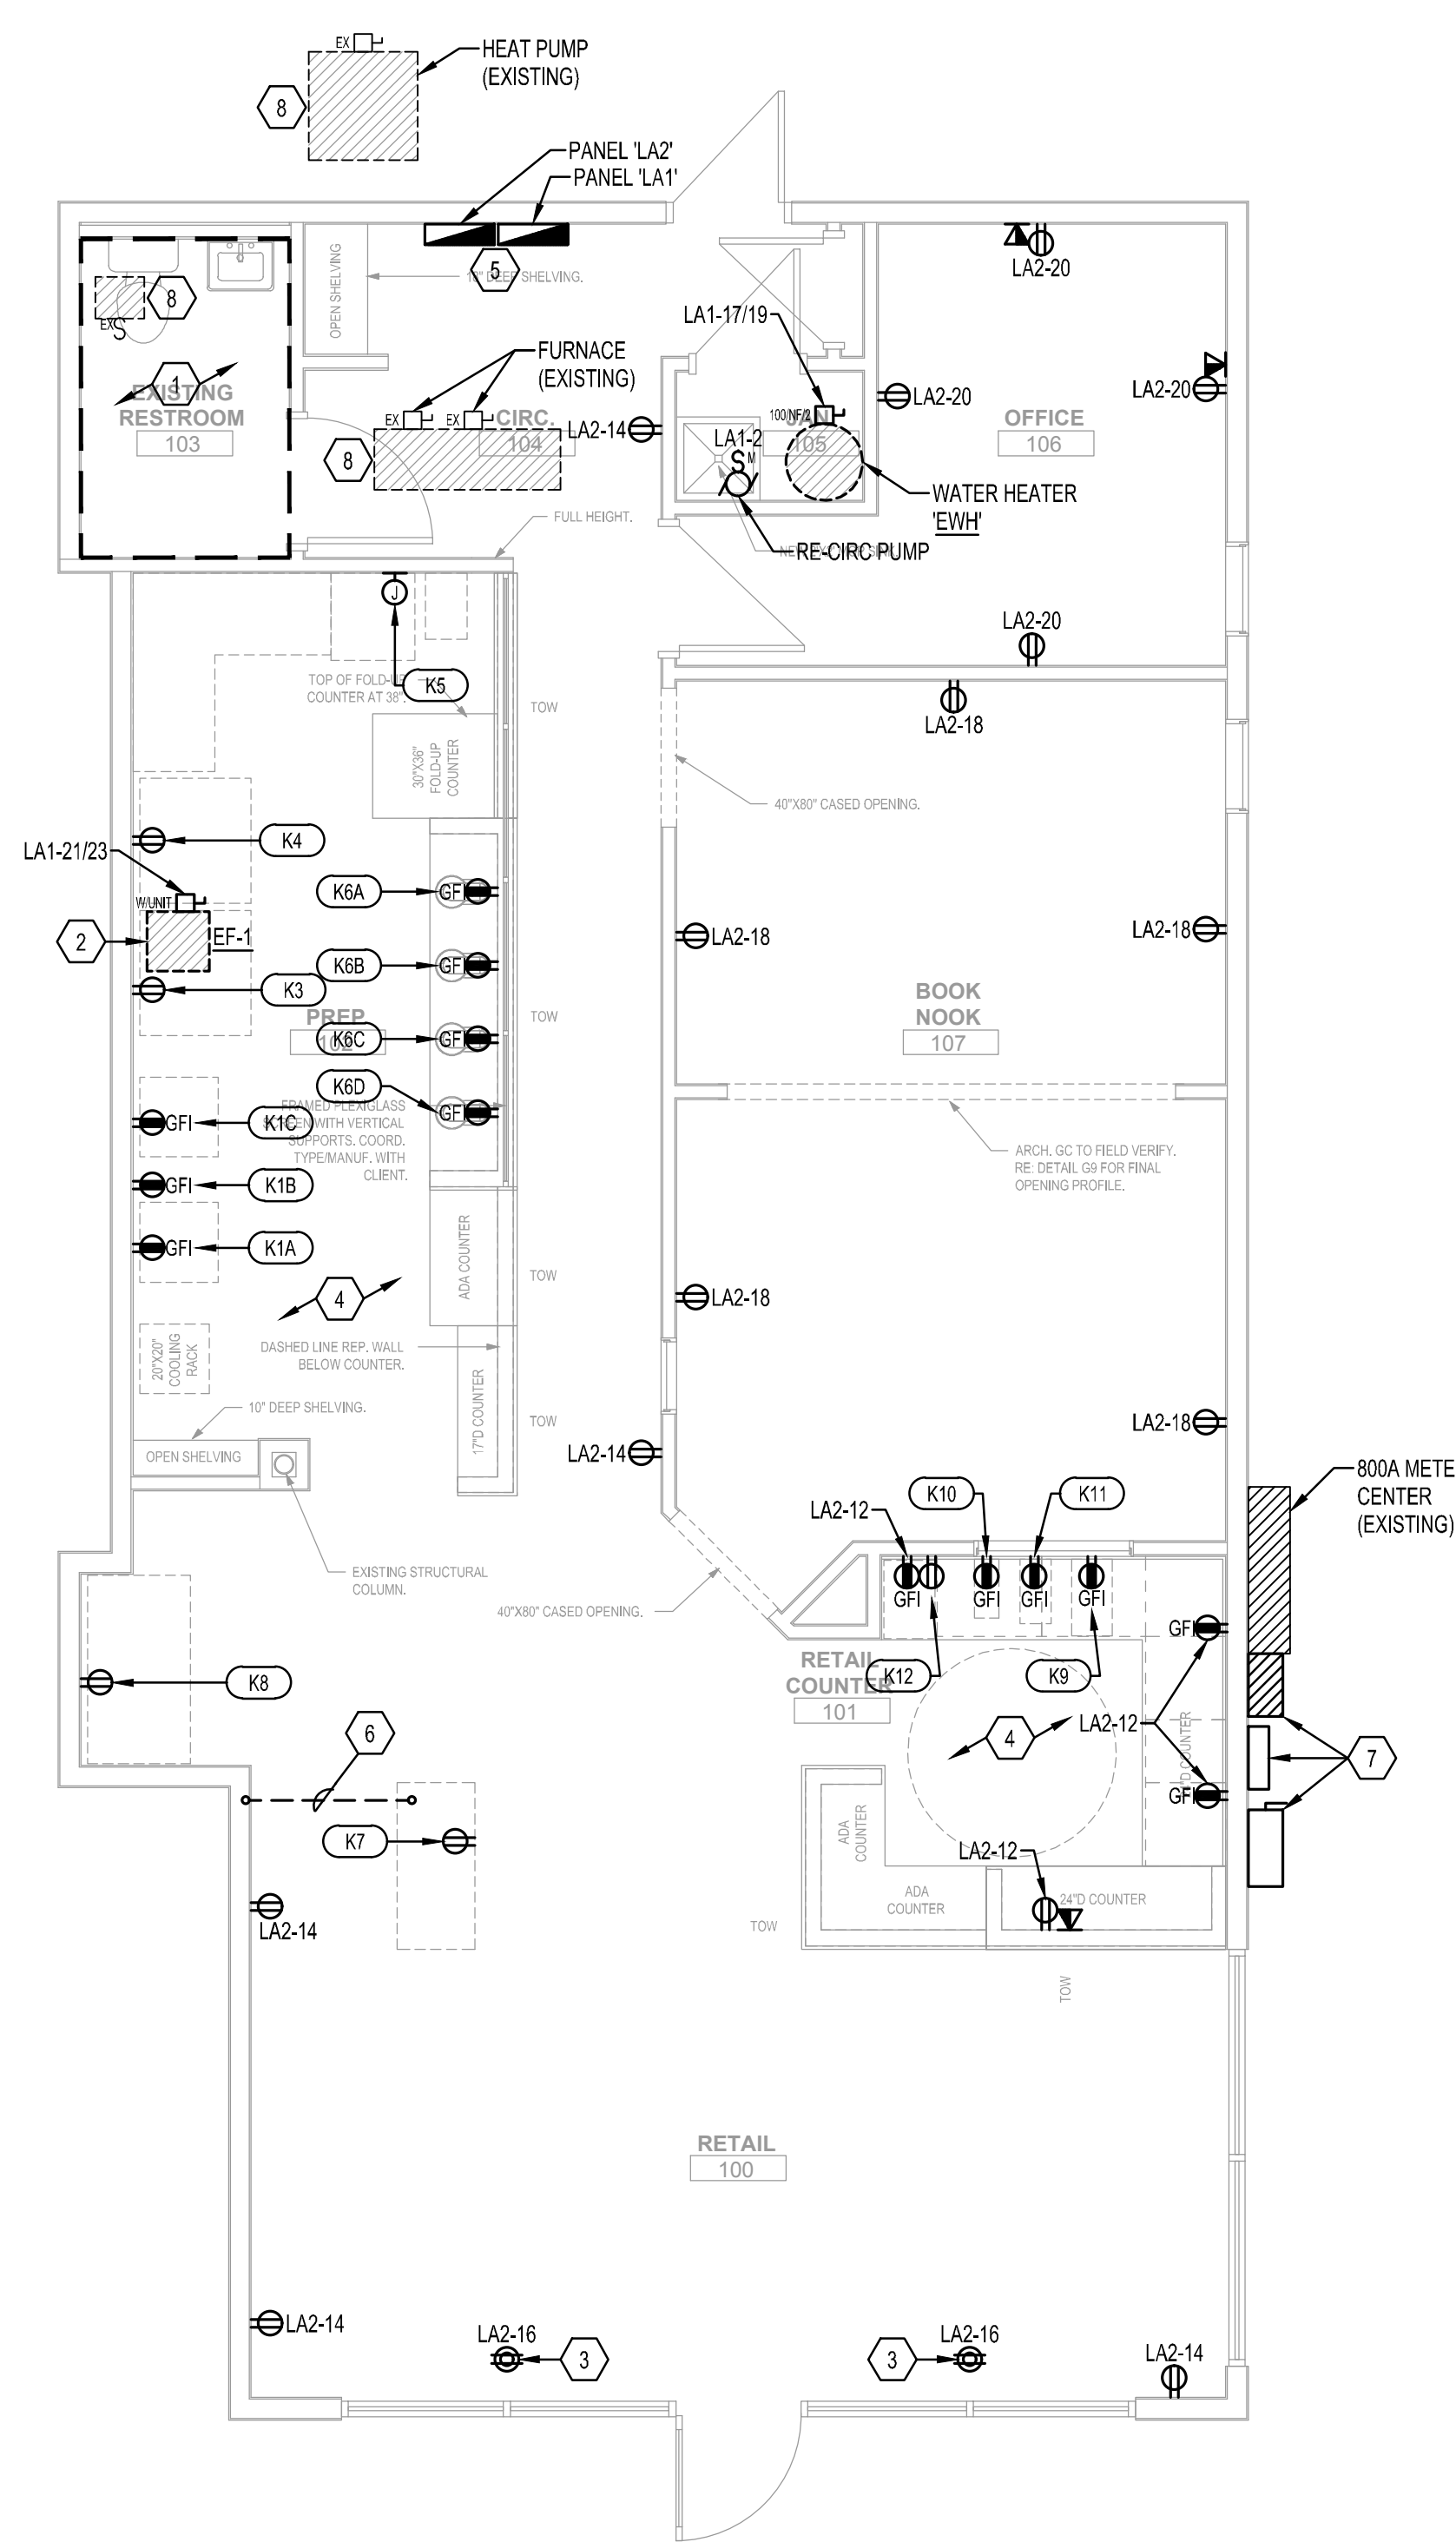 EX
HEAT PUMP
(EXISTING)
8
PANEL 'LA2'
PANEL 'LA1'
OPEN SHELVING
5
DEEP SHELVING.
LA2-20
8
EX
S
LA1-17/19
1
EXISTING
RESTROOM
103
FURNACE
(EXISTING)
EX
EX
CIRC.
104
8
LA2-14
100/NF/2
105
LA1-2
S
M
LA2-20
LA2-20
OFFICE
106
WATER HEATER
'EWH'
RE-CIRC PUMP
FULL HEIGHT.
J
K5
TOP OF FOLD-UP
COUNTER AT 38".
TOW
LA2-20
LA2-18
30"X36"
FOLD-UP
COUNTER
40"X80" CASED OPENING.
K4
LA1-21/23
W/UNIT
2
EF-1
K6A
GFI
K6B
GFI
LA2-18
LA2-18
K3
PREP
102
K6C
GFI
TOW
BOOK
NOOK
107
K6D
GFI
FRAMED PLEXIGLASS
SCREEN WITH VERTICAL
SUPPORTS. COORD.
TYPE/MANUF. WITH
CLIENT.
GFI
K1C
GFI
K1B
GFI
K1A
ARCH. GC TO FIELD VERIFY.
RE: DETAIL G9 FOR FINAL
OPENING PROFILE.
4
ADA COUNTER
TOW
LA2-18
20"X20"
COOLING
RACK
DASHED LINE REP. WALL
BELOW COUNTER.
17"D COUNTER
10" DEEP SHELVING.
OPEN SHELVING
TOW
LA2-14
LA2-18
800A METE
CENTER
(EXISTING)
EXISTING STRUCTURAL
COLUMN.
40"X80" CASED OPENING.
LA2-12
K10
K11
GFI
GFI
GFI
GFI
GFI
K8
RETAIL
COUNTER
101
K12
K9
6
4
LA2-12
D COUNTER
7
GFI
K7
ADA
COUNTER
LA2-12
ADA
COUNTER
24"D COUNTER
LA2-14
TOW
TOW
RETAIL
100
LA2-14
LA2-16
3
3
LA2-16
LA2-14